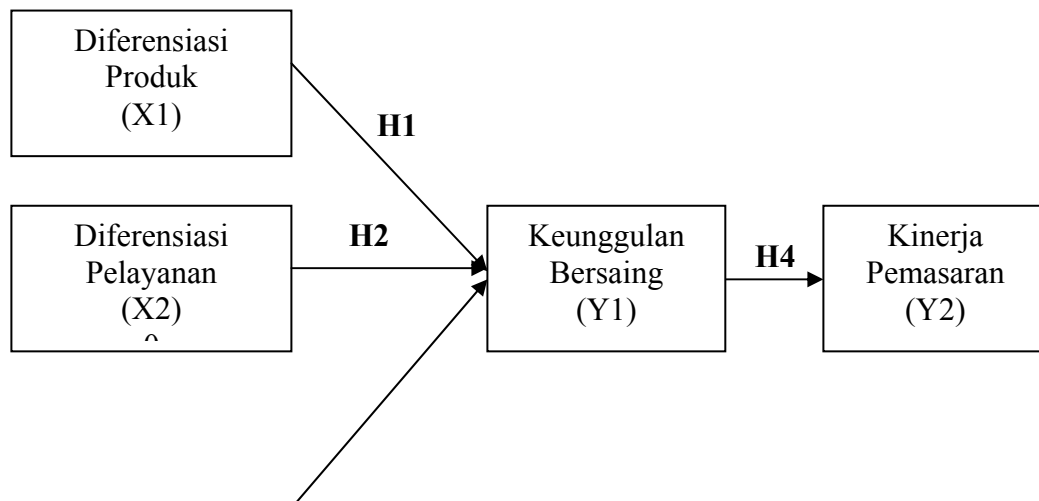 Diferensiasi
Produk
(X1)
H1
Diferensiasi
Pelayanan
(X2)
H2
Keunggulan
Bersaing
(Y1)
H4
Kinerja
Pemasaran
(Y2)